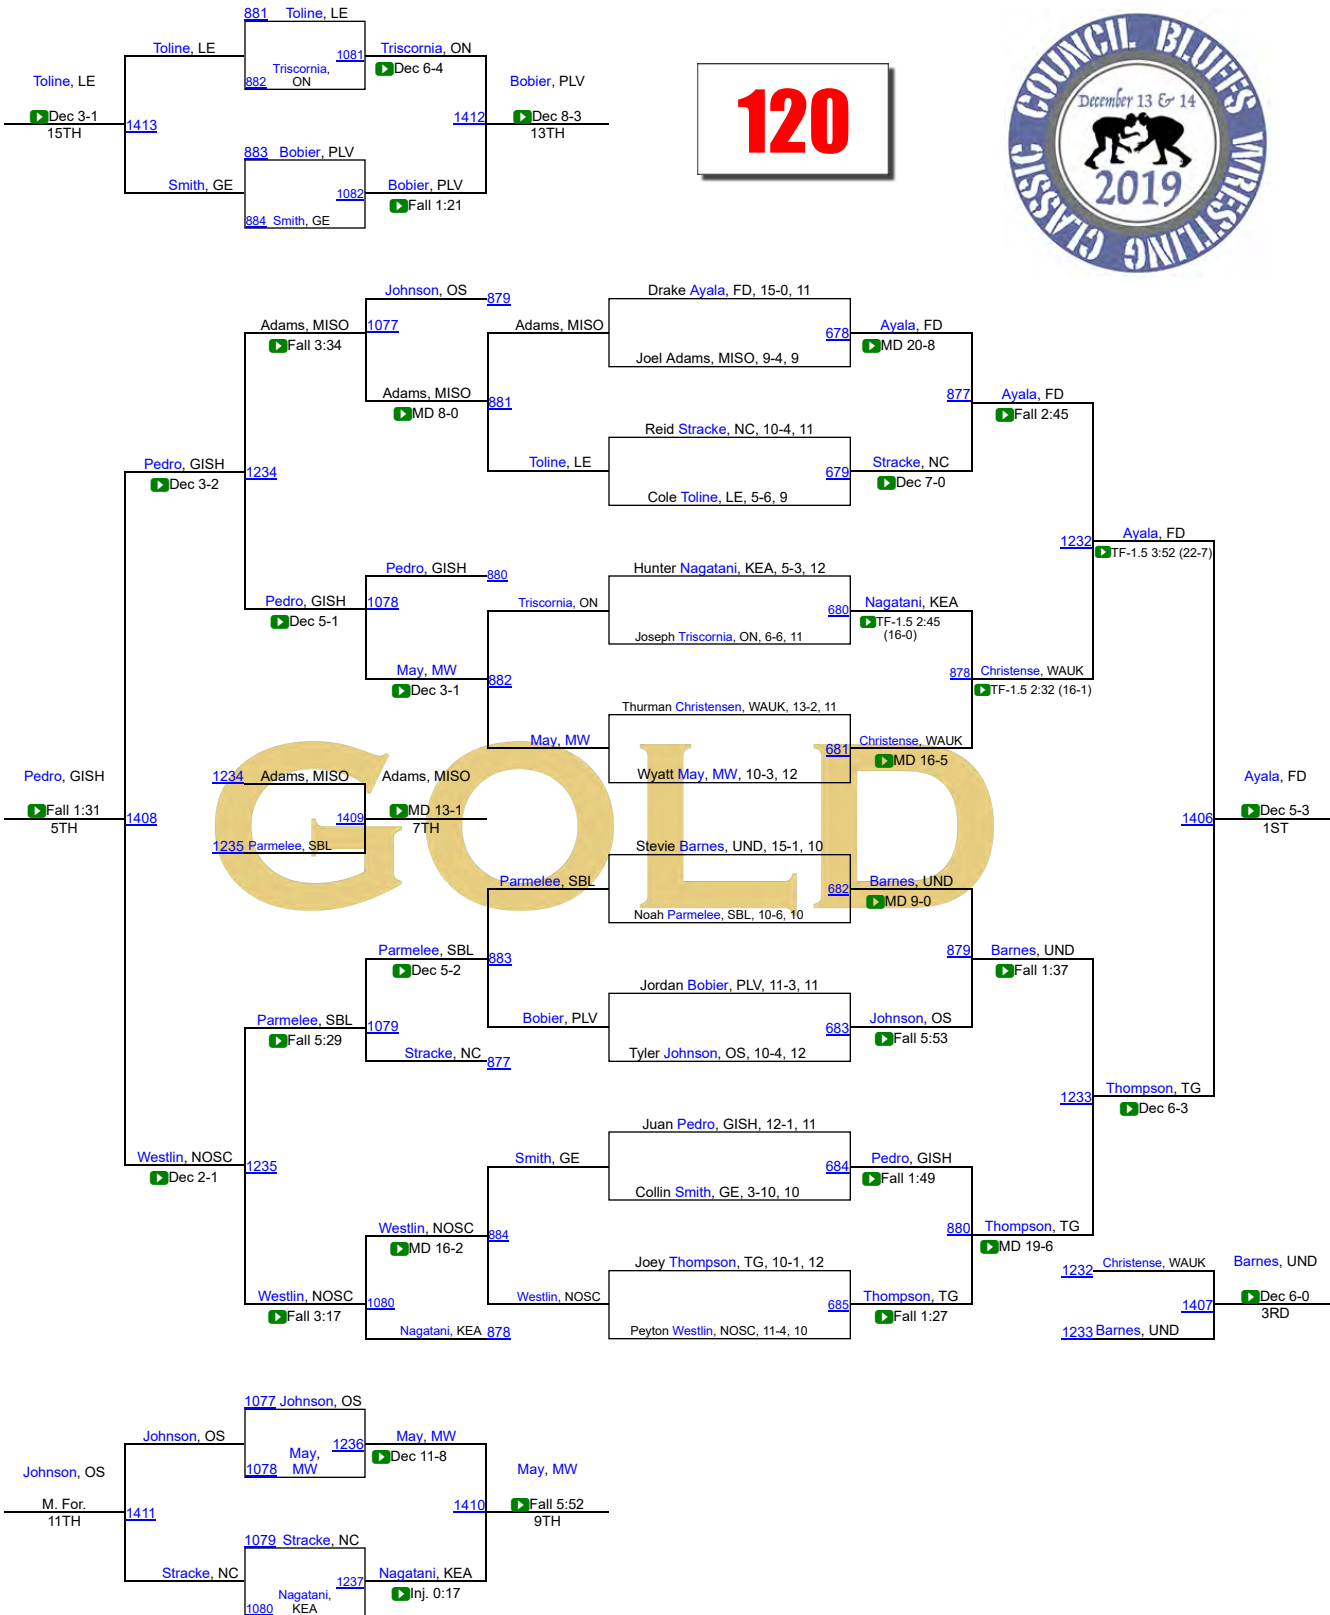 881 Toline, LE
Toline, LE
1081
Triscornia, ON
Dec 6-4
Triscornia,
ON
882
Toline, LE
Bobier, PLV
Dec 3-1
15TH
1413
1412
Dec 8-3
13TH
883 Bobier, PLV
Smith, GE
1082
Bobier, PLV
Fall 1:21
884 Smith, GE
120
COUNCIL BLUFFS WRESTLING CLASSIC
December 13 & 14
2019
Johnson, OS
879
Drake Ayala, FD, 15-0, 11
Adams, MISO
1077
Adams, MISO
678
Ayala, FD
Fall 3:34
MD 20-8
Joel Adams, MISO, 9-4, 9
Adams, MISO
881
877
Ayala, FD
MD 8-0
Fall 2:45
Reid Stracke, NC, 10-4, 11
Pedro, GISH
1234
Toline, LE
679
Stracke, NC
Dec 3-2
Dec 7-0
Cole Toline, LE, 5-6, 9
1232
Ayala, FD
TF-1.5 3:52 (22-7)
Pedro, GISH
880
Hunter Nagatani, KEA, 5-3, 12
Pedro, GISH
1078
Triscornia, ON
680
Nagatani, KEA
Dec 5-1
TF-1.5 2:45
(16-0)
Joseph Triscornia, ON, 6-6, 11
May, MW
882
878
Christense, WAUK
Dec 3-1
TF-1.5 2:32 (16-1)
Thurman Christensen, WAUK, 13-2, 11
May, MW
681
Christense, WAUK
MD 16-5
Wyatt May, MW, 10-3, 12
GOLD
Pedro, GISH
1234 Adams, MISO
Adams, MISO
Ayala, FD
Fall 1:31
5TH
1408
1409
MD 13-1
7TH
1406
Dec 5-3
1ST
1235 Parmelee, SBL
Stevie Barnes, UND, 15-1, 10
Parmelee, SBL
682
Barnes, UND
MD 9-0
Noah Parmelee, SBL, 10-6, 10
Parmelee, SBL
883
879
Barnes, UND
Dec 5-2
Fall 1:37
Jordan Bobier, PLV, 11-3, 11
Parmelee, SBL
1079
Bobier, PLV
683
Johnson, OS
Fall 5:29
Fall 5:53
Stracke, NC
877
Tyler Johnson, OS, 10-4, 12
1233
Thompson, TG
Dec 6-3
Juan Pedro, GISH, 12-1, 11
Westlin, NOSC
1235
Smith, GE
684
Pedro, GISH
Dec 2-1
Fall 1:49
Collin Smith, GE, 3-10, 10
Westlin, NOSC
884
880
Thompson, TG
MD 16-2
MD 19-6
Joey Thompson, TG, 10-1, 12
1232
Christense, WAUK
Barnes, UND
Westlin, NOSC
1080
Westlin, NOSC
685
Thompson, TG
1407
Dec 6-0
3RD
Fall 3:17
Fall 1:27
Nagatani, KEA 878
Peyton Westlin, NOSC, 11-4, 10
1233 Barnes, UND
1077 Johnson, OS
Johnson, OS
1236
May, MW
Dec 11-8
May,
MW
1078
Johnson, OS
May, MW
M. For.
11TH
1411
1410
Fall 5:52
9TH
1079 Stracke, NC
Stracke, NC
1237
Nagatani, KEA
Inj. 0:17
Nagatani,
KEA
1080